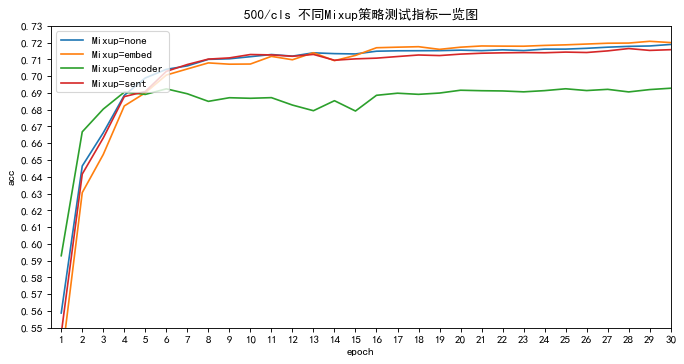 500/cls 不同Mixup策略测试指标一览图
0.73
0.72
0.71
0.70
0.69
0.68
0.67
0.66
0.65
0.64
0.63
0.62
0.61
0.60
0.59
0.58
0.57
0.56
0.55
acc
Mixup=none
Mixup=embed
Mixup=encoder
Mixup=sent
1 2 3 4 5 6 7 8 9 10 11 12 13 14 15 16 17 18 19 20 21 22 23 24 25 26 27 28 29 30
epoch